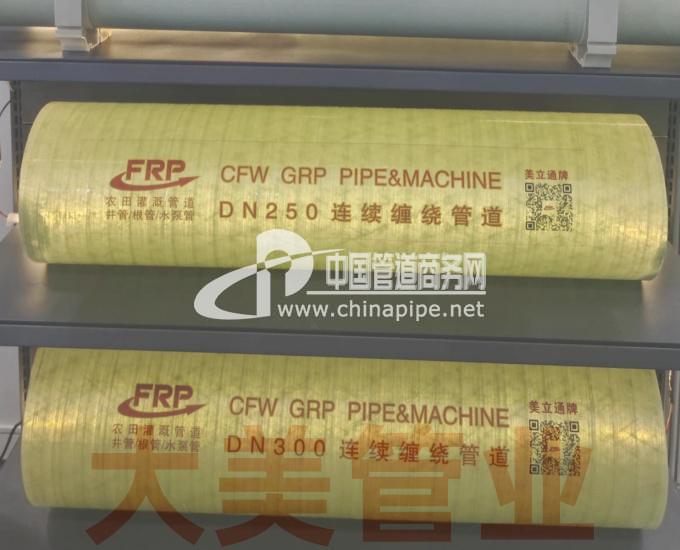 FRP
农田灌溉管道
井管/根管/水泵管
CFW GRP PIPE&MACHINE
DN250 连续缠绕管道
美立通牌
中国管道商务网
www.chinapipe.net
FRP
农田灌溉管道
井管/根管/水泵管
CFW GRP PIPE&MACHINE
DN300 连续缠绕管道
美立通牌
大美管业